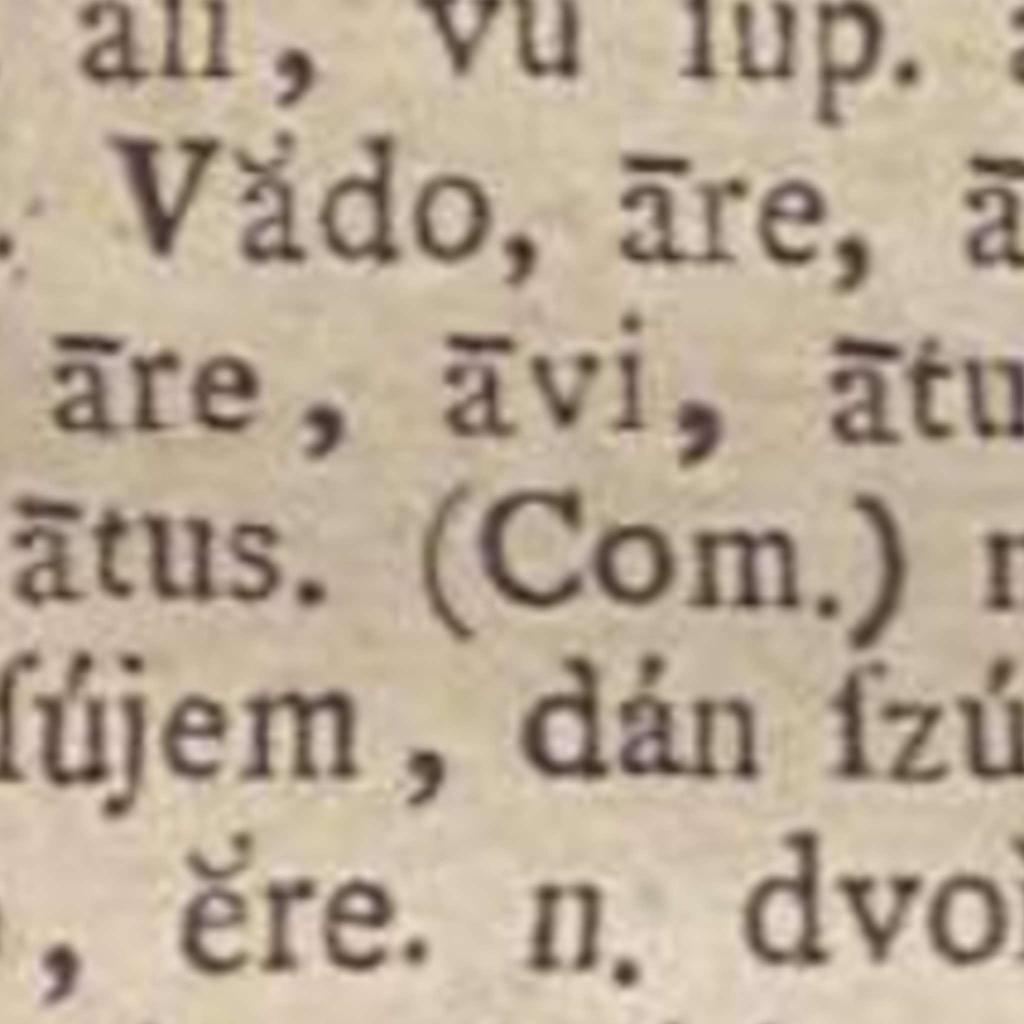 ali, vu ſup.
Vădo, āre,
āre, āvi, ātu
ātus. (Com.)
ſújem, dán ſzú
, ĕre. n. dvo